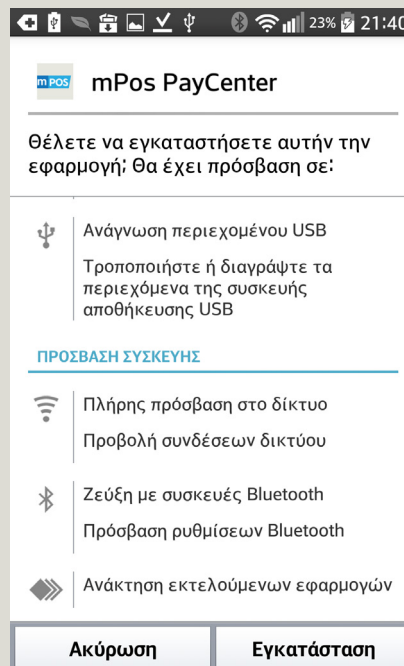 23% 21:40
m POS mPos PayCenter
Θέλετε να εγκαταστήσετε αυτήν την
εφαρμογή; Θα έχει πρόσβαση σε:
Ανάγνωση περιεχομένου USB
Τροποποιήστε ή διαγράψτε τα
περιεχόμενα της συσκευής
αποθήκευσης USB
ΠΡΟΣΒΑΣΗ ΣΥΣΚΕΥΗΣ
Πλήρης πρόσβαση στο δίκτυο
Προβολή συνδέσεων δικτύου
Ζεύξη με συσκευές Bluetooth
Πρόσβαση ρυθμίσεων Bluetooth
Ανάκτηση εκτελούμενων εφαρμογών
Ακύρωση Εγκατάσταση